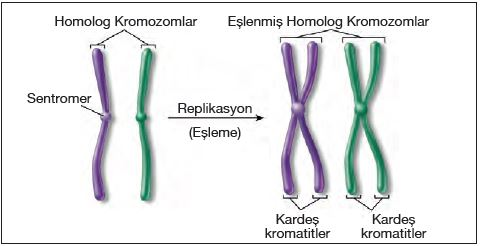 Homolog Kromozomlar
Eşlenmiş Homolog Kromozomlar
Sentromer
Replikasyon
(Eşleme)
Kardeş
kromatitler
Kardeş
kromatitler